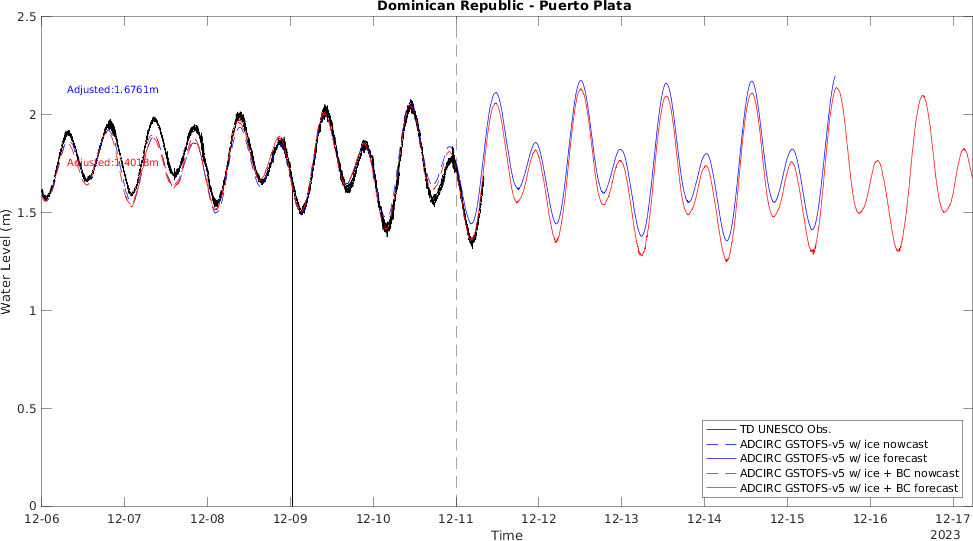 Dominican Republic - Puerto Plata
2.5
2
1.5
1
0.5
0
Water Level (m)
Adjusted:1.6761m
Adjusted:1.4018m
TD UNESCO Obs.
ADCIRC GSTOFS-v5 w/ ice nowcast
ADCIRC GSTOFS-v5 w/ ice forecast
ADCIRC GSTOFS-v5 w/ ice + BC nowcast
ADCIRC GSTOFS-v5 w/ ice + BC forecast
12-06 12-07 12-08 12-09 12-10 12-11 12-12 12-13 12-14 12-15 12-16 12-17
Time
2023